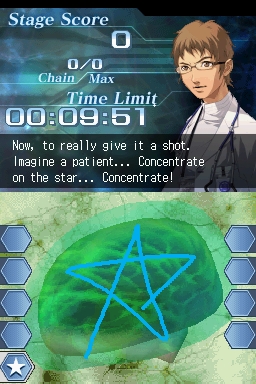 Stage Score
0
0/0
Chain / Max
Time Limit
00:09:51
Now, to really give it a shot.
Imagine a patient... Concentrate
on the star... Concentrate!